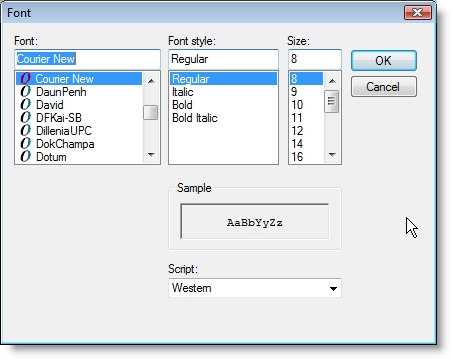 Font
Font: Font style: Size:
Courier New Regular 8 OK
Courier New Regular 8 Cancel
DaunPenh Italic 9
David Bold 10
DFKai-SB Bold Italic 11
DilleniaUPC 12
DokChampa 14
Dotum 16
Sample
AaBbYyZz
Script:
Western